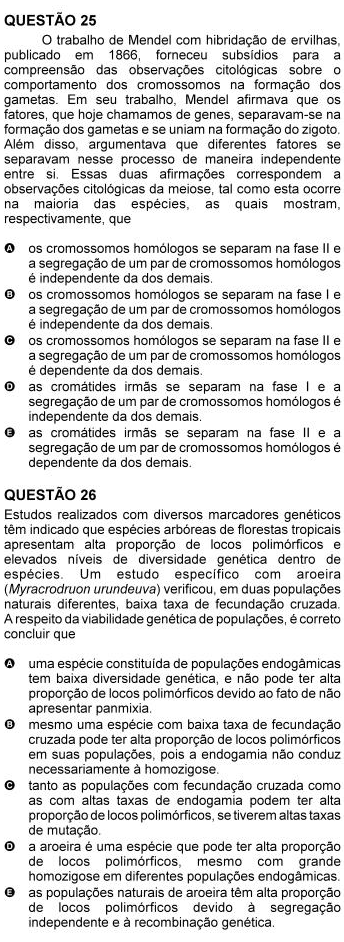 QUESTÃO 25
O trabalho de Mendel com hibridação de ervilhas,
publicado em 1866, forneceu subsídios para a
compreensão das observações citológicas sobre o
comportamento dos cromossomos na formação dos
gametas. Em seu trabalho, Mendel afirmava que os
fatores, que hoje chamamos de genes, separavam-se na
formação dos gametas e se uniam na formação do zigoto.
Além disso, argumentava que diferentes fatores se
separavam nesse processo de maneira independente
entre si. Essas duas afirmações correspondem a
observações citológicas da meiose, tal como esta ocorre
na maioria das espécies, as quais mostram,
respectivamente, que
A os cromossomos homólogos se separam na fase II e
a segregação de um par de cromossomos homólogos
é independente da dos demais.
B os cromossomos homólogos se separam na fase I e
a segregação de um par de cromossomos homólogos
é independente da dos demais.
C os cromossomos homólogos se separam na fase II e
a segregação de um par de cromossomos homólogos
é dependente da dos demais.
D as cromátides irmãs se separam na fase I e a
segregação de um par de cromossomos homólogos é
independente da dos demais.
E as cromátides irmãs se separam na fase II e a
segregação de um par de cromossomos homólogos é
dependente da dos demais.
QUESTÃO 26
Estudos realizados com diversos marcadores genéticos
têm indicado que espécies arbóreas de florestas tropicais
apresentam alta proporção de locos polimórficos e
elevados níveis de diversidade genética dentro de
espécies. Um estudo específico com aroeira
(Myracrodruon urundeuva) verificou, em duas populações
naturais diferentes, baixa taxa de fecundação cruzada.
A respeito da viabilidade genética de populações, é correto
concluir que
A uma espécie constituída de populações endogâmicas
tem baixa diversidade genética, e não pode ter alta
proporção de locos polimórficos devido ao fato de não
apresentar panmixia.
B mesmo uma espécie com baixa taxa de fecundação
cruzada pode ter alta proporção de locos polimórficos
em suas populações, pois a endogamia não conduz
necessariamente à homozigose.
C tanto as populações com fecundação cruzada como
as com altas taxas de endogamia podem ter alta
proporção de locos polimórficos, se tiverem altas taxas
de mutação.
D a aroeira é uma espécie que pode ter alta proporção
de locos polimórficos, mesmo com grande
homozigose em diferentes populações endogâmicas.
E as populações naturais de aroeira têm alta proporção
de locos polimórficos devido à segregação
independente e à recombinação genética.